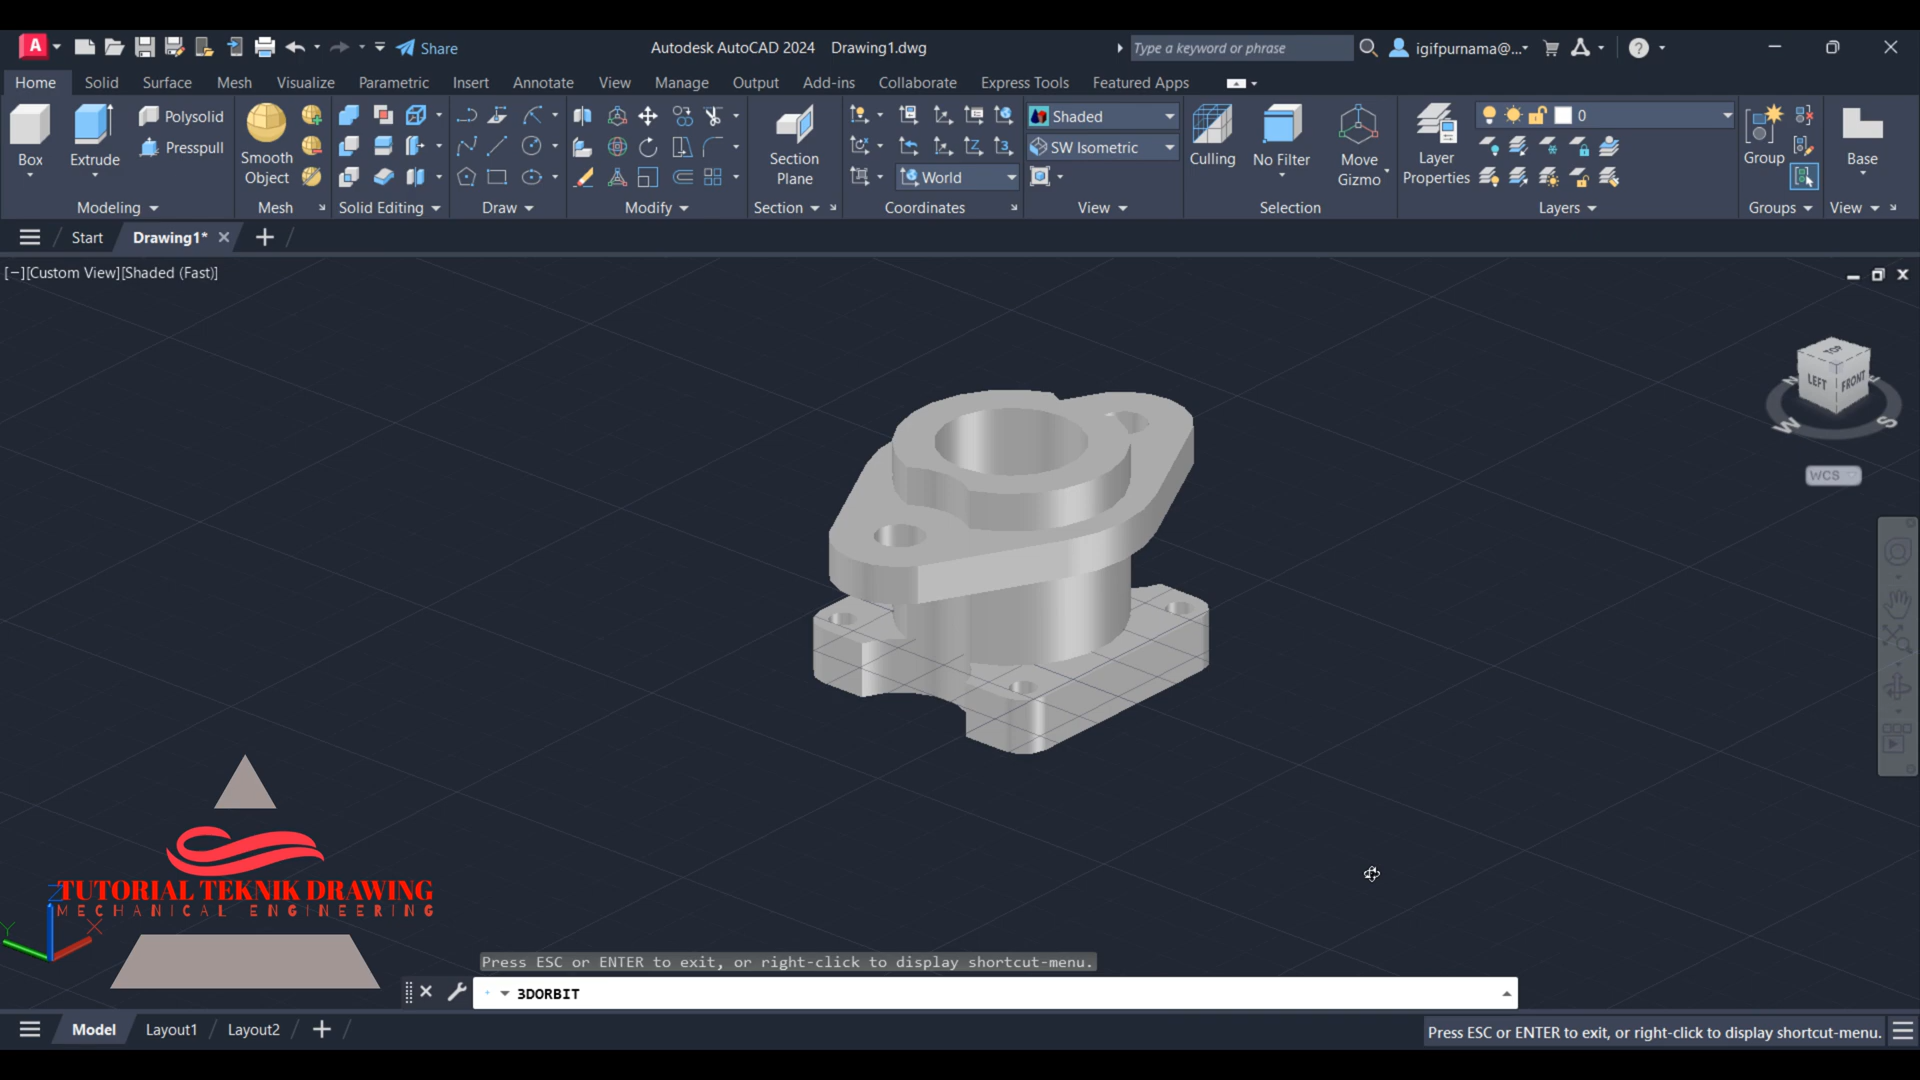 A Share Autodesk AutoCAD 2024 Drawing1.dwg Type a keyword or phrase igifpurnama@... ?
Home Solid Surface Mesh Visualize Parametric Insert Annotate View Manage Output Add-ins Collaborate Express Tools Featured Apps
Box
Extrude
Polysolid
Presspull
Smooth
Object
Section
Plane
World
Shaded
SW Isometric
Culling
No Filter
Move
Gizmo
Layer
Properties
0
Group
Base
Modeling Mesh Solid Editing Draw Modify Section Coordinates View Selection Layers Groups View
Start Drawing1*
[−][Custom View][Shaded (Fast)]
TOP
LEFT FRONT
W S
WCS
TUTORIAL TEKNIK DRAWING
MECHANICAL ENGINEERING
Z
Y X
Press ESC or ENTER to exit, or right-click to display shortcut-menu.
3DORBIT
Model Layout1 Layout2
Press ESC or ENTER to exit, or right-click to display shortcut-menu.